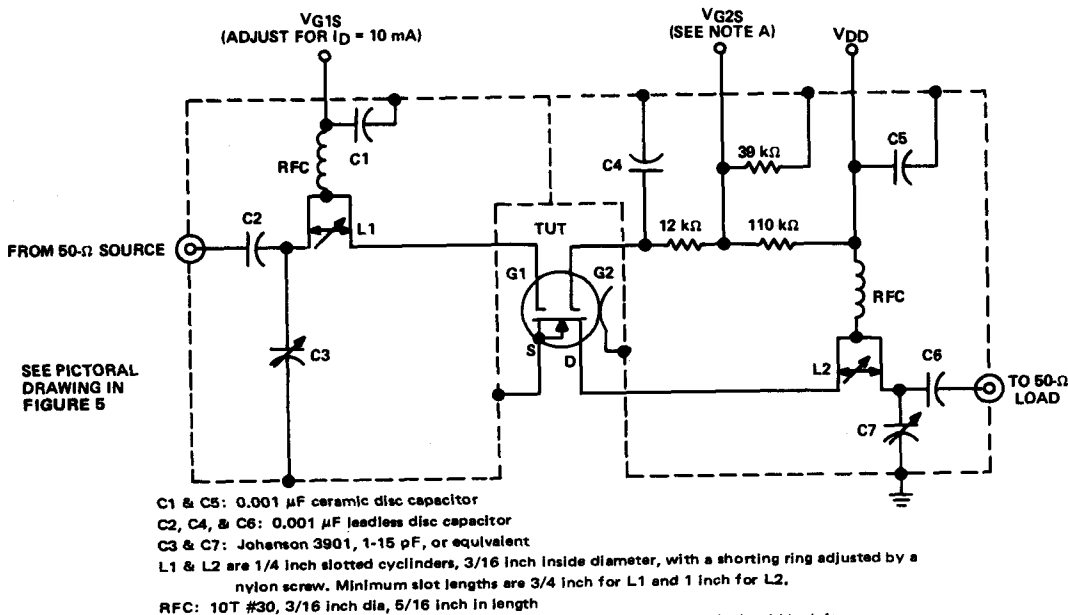 VG1S
(ADJUST FOR ID = 10 mA)
VG2S
(SEE NOTE A)
VDD
C1
RFC
C4
39 kΩ
C5
C2
L1
TUT
12 kΩ
110 kΩ
FROM 50-Ω SOURCE
G1
G2
RFC
C3
S
D
L2
C6
SEE PICTORAL
DRAWING IN
FIGURE 5
TO 50-Ω
LOAD
C7
C1 & C5: 0.001 μF ceramic disc capacitor
C2, C4, & C6: 0.001 μF leadless disc capacitor
C3 & C7: Johanson 3901, 1-15 pF, or equivalent
L1 & L2 are 1/4 inch slotted cyclinders, 3/16 inch inside diameter, with a shorting ring adjusted by a
nylon screw. Minimum slot lengths are 3/4 inch for L1 and 1 inch for L2.
RFC: 10T #30, 3/16 inch dia, 5/16 inch in length